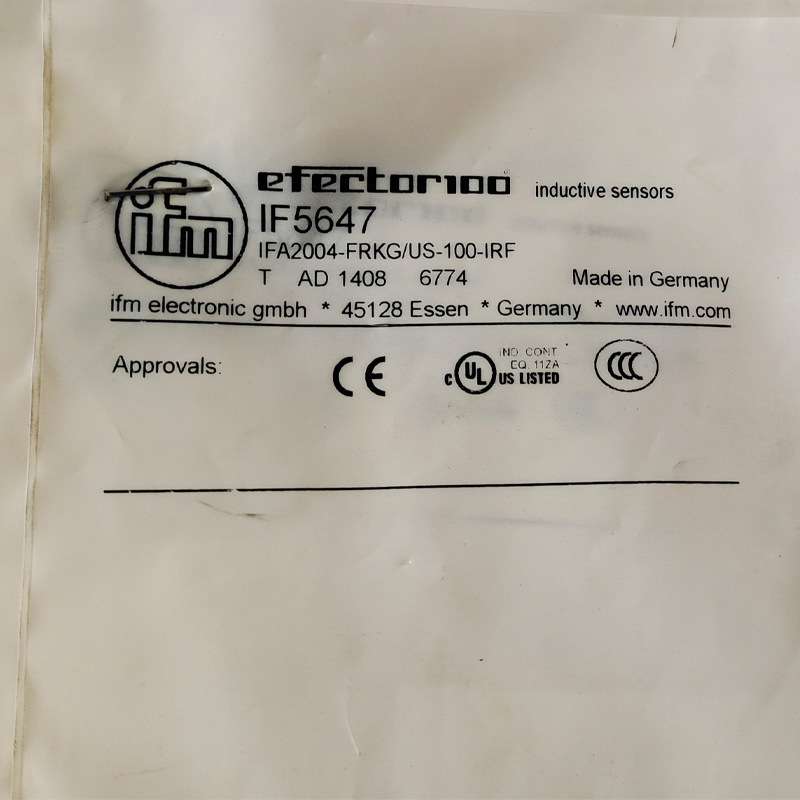 ifm
efector100 inductive sensors
IF5647
IFA2004-FRKG/US-100-IRF
T AD 1408 6774 Made in Germany
ifm electronic gmbh * 45128 Essen * Germany * www.ifm.com
Approvals: CE
IND. CONT.
EQ. 11ZA
c UL US LISTED
CCC